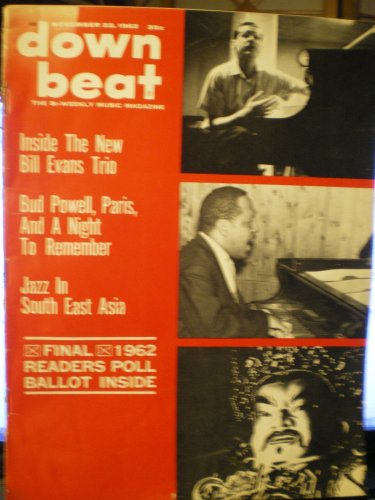 NOVEMBER 22, 1962 35c
down
beat
THE BI-WEEKLY MUSIC MAGAZINE
Inside The New
Bill Evans Trio
Bud Powell, Paris,
And A Night
To Remember
Jazz In
South East Asia
FINAL 1962
READERS POLL
BALLOT INSIDE